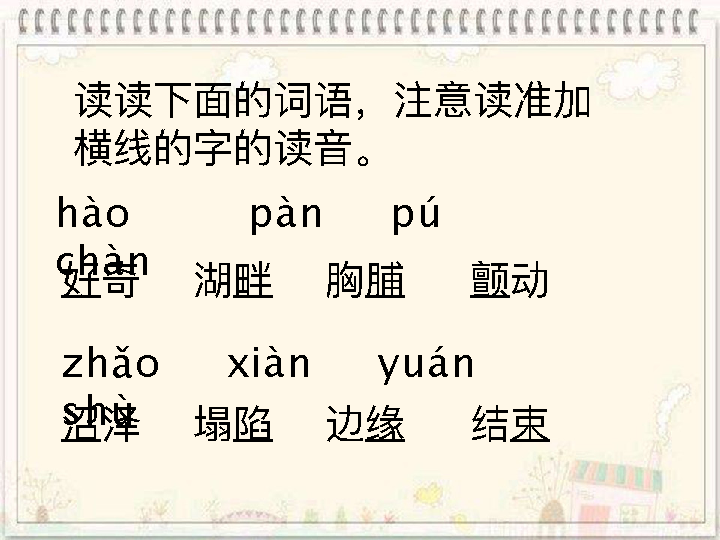 读读下面的词语，注意读准加
横线的字的读音。
hào pàn pú
chàn
好奇 湖畔 胸脯 颤动
zhǎo xiàn yuán
shù
沼泽 塌陷 边缘 结束